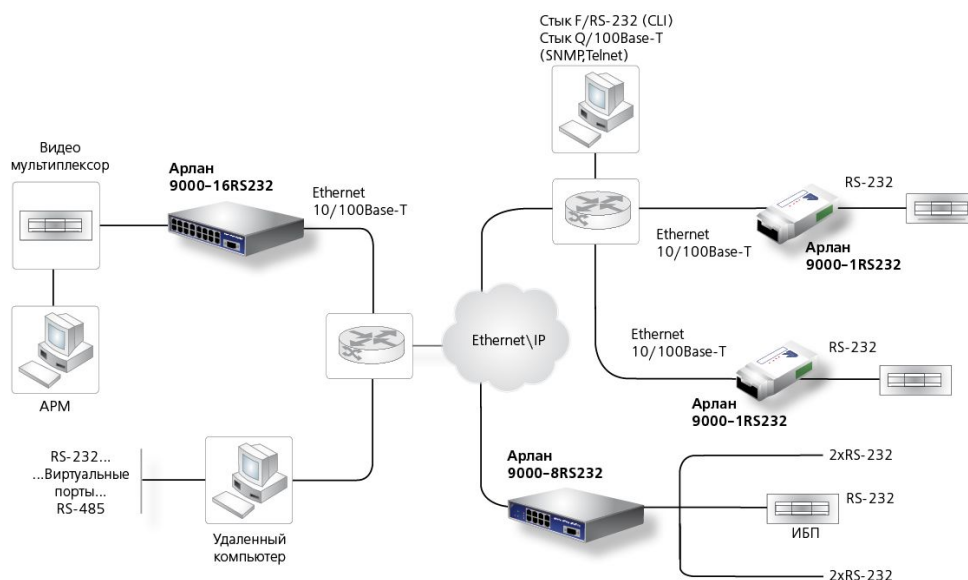 Стык F/RS-232 (CLI)
Стык Q/100Base-T
(SNMP,Telnet)
Видео
мультиплексор
Арлан
9000-16RS232
Ethernet
10/100Base-T
RS-232
Ethernet
10/100Base-T
Арлан
9000-1RS232
Ethernet\IP
Ethernet
10/100Base-T
RS-232
Арлан
9000-1RS232
АРМ
RS-232...
...Виртуальные
порты...
RS-485
Удаленный
компьютер
Арлан
9000-8RS232
2xRS-232
RS-232
ИБП
2xRS-232